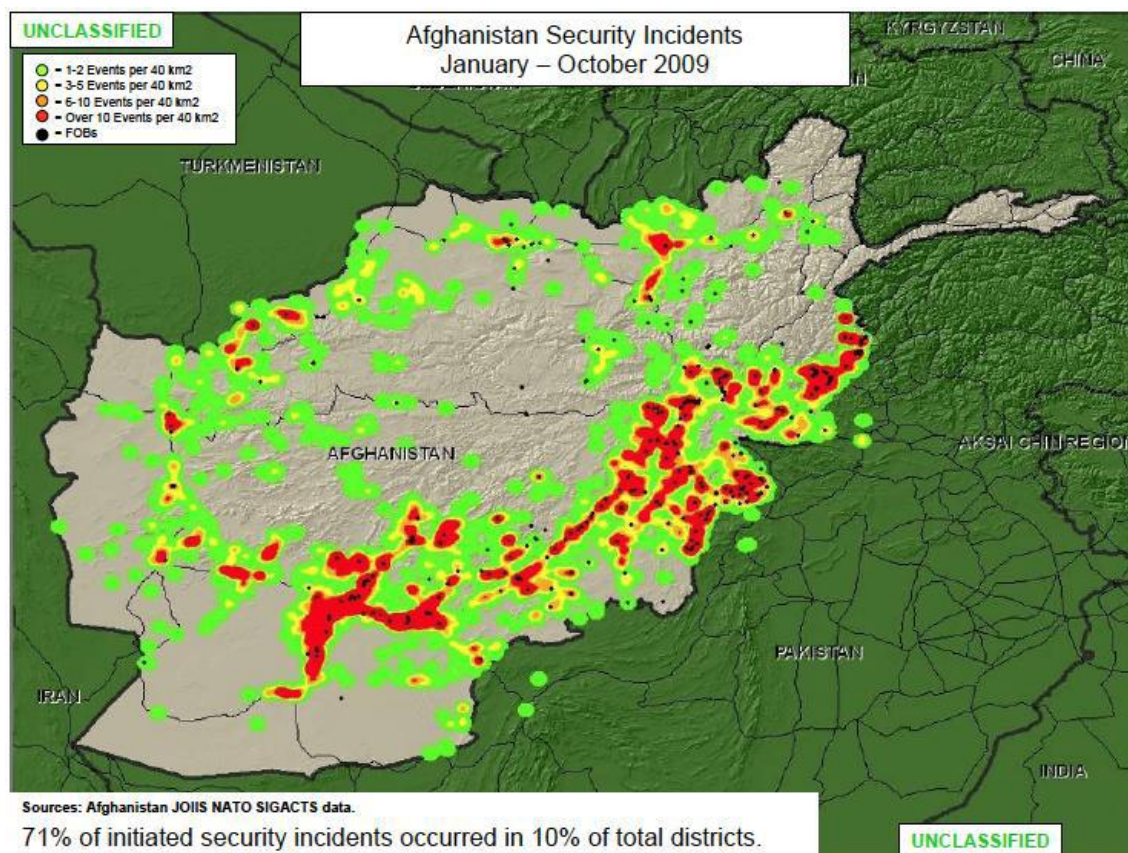 UNCLASSIFIED
Afghanistan Security Incidents
January – October 2009
- 1-2 Events per 40 km2
- 3-5 Events per 40 km2
- 6-10 Events per 40 km2
- Over 10 Events per 40 km2
- FOBs
KYRGYZSTAN
CHINA
TURKMENISTAN
AFGHANISTAN
AKSAI CHIN REGION
PAKISTAN
IRAN
INDIA
Sources: Afghanistan JOIIS NATO SIGACTS data.
71% of initiated security incidents occurred in 10% of total districts.
UNCLASSIFIED